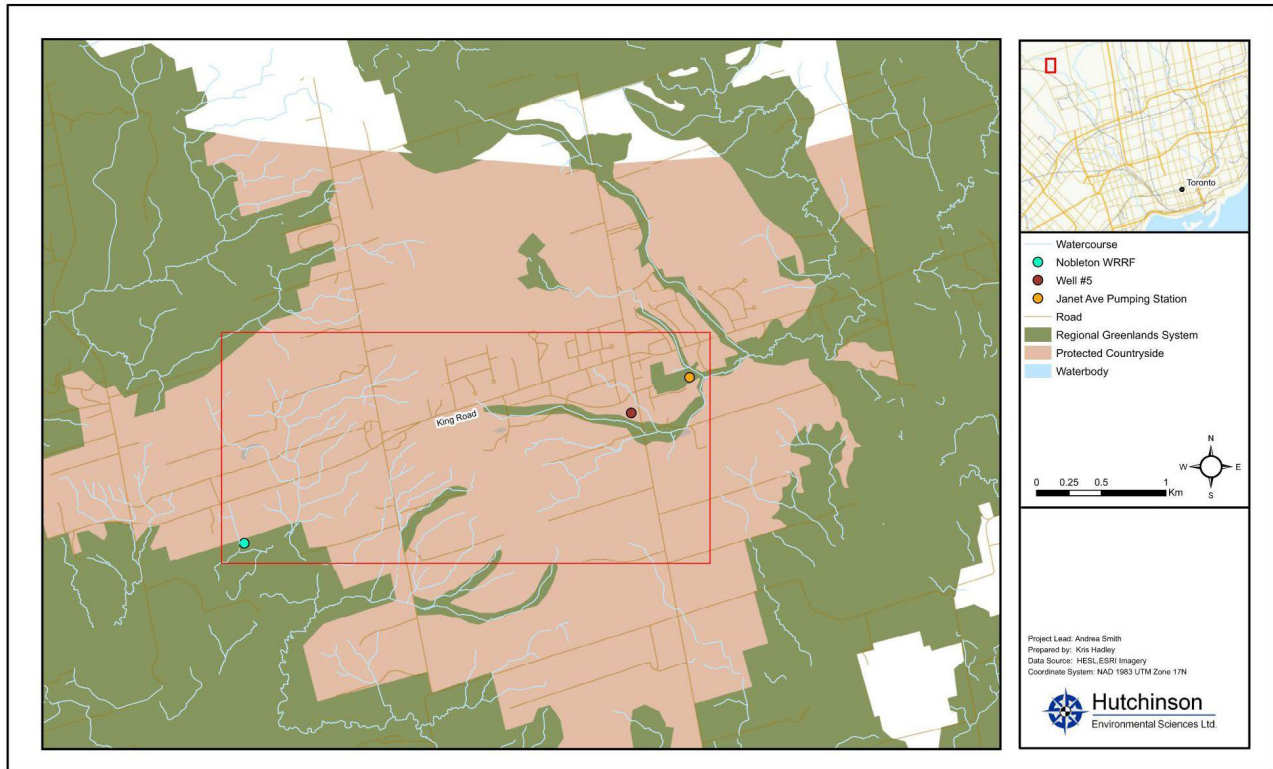 King Road
Toronto
Watercourse
Nobleton WRRF
Well #5
Janet Ave Pumping Station
Road
Regional Greenlands System
Protected Countryside
Waterbody
N
W E
S
0 0.25 0.5 1
Km
Project Lead: Andrea Smith
Prepared by: Kris Hadley
Data Source: HESL,ESRI Imagery
Coordinate System: NAD 1983 UTM Zone 17N
Hutchinson
Environmental Sciences Ltd.